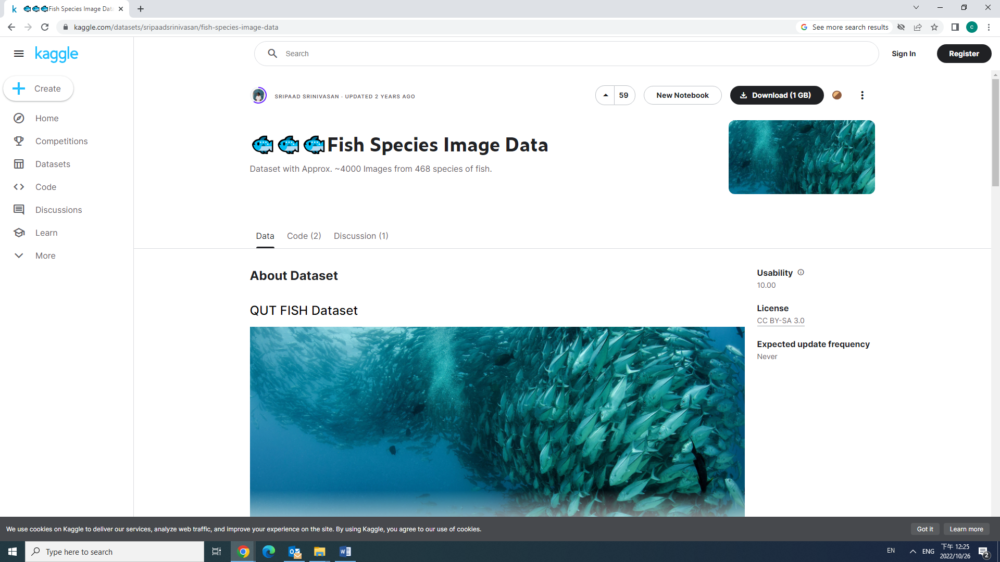 🐟🐟🐟Fish Species Image Dat
kaggle.com/datasets/sripaadsrinivasan/fish-species-image-data
See more search results
C
kaggle
Search
Sign In
Register
Create
Home
Competitions
Datasets
Code
Discussions
Learn
More
SRIPAAD SRINIVASAN · UPDATED 2 YEARS AGO
59
New Notebook
Download (1 GB)
🐟🐟🐟Fish Species Image Data
Dataset with Approx. ~4000 Images from 468 species of fish.
Data
Code (2)
Discussion (1)
About Dataset
QUT FISH Dataset
Usability
10.00
License
CC BY-SA 3.0
Expected update frequency
Never
We use cookies on Kaggle to deliver our services, analyze web traffic, and improve your experience on the site. By using Kaggle, you agree to our use of cookies.
Got it
Learn more
Type here to search
EN
ENG
下午 12:25
2022/10/26
2